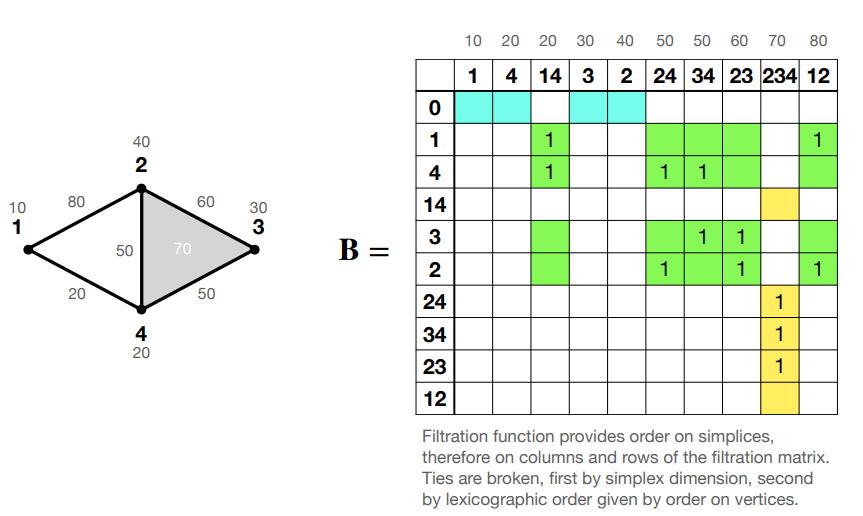 40
2
10
1
80
60
30
3
50
70
20
50
4
20
B =
10 20 20 30 40 50 50 60 70 80
1 4 14 3 2 24 34 23 234 12
0
1 1 1
4 1 1 1
14
3 1 1
2 1 1 1
24 1
34 1
23 1
12
Filtration function provides order on simplices,
therefore on columns and rows of the filtration matrix.
Ties are broken, first by simplex dimension, second
by lexicographic order given by order on vertices.